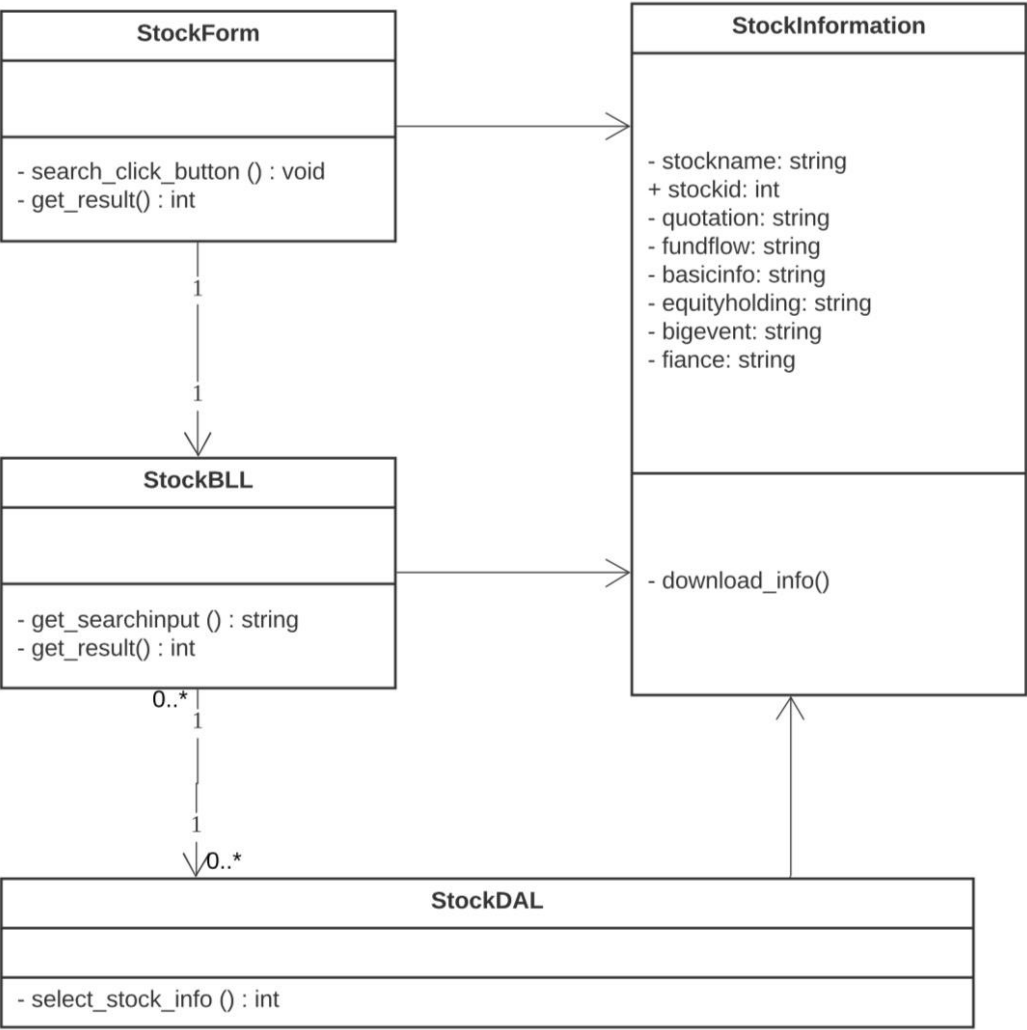 StockForm
- search_click_button () : void
- get_result() : int
StockInformation
- stockname: string
+ stockid: int
- quotation: string
- fundflow: string
- basicinfo: string
- equityholding: string
- bigevent: string
- fiance: string
- download_info()
1
1
StockBLL
- get_searchinput () : string
- get_result() : int
0..*
1
1
0..*
StockDAL
- select_stock_info () : int